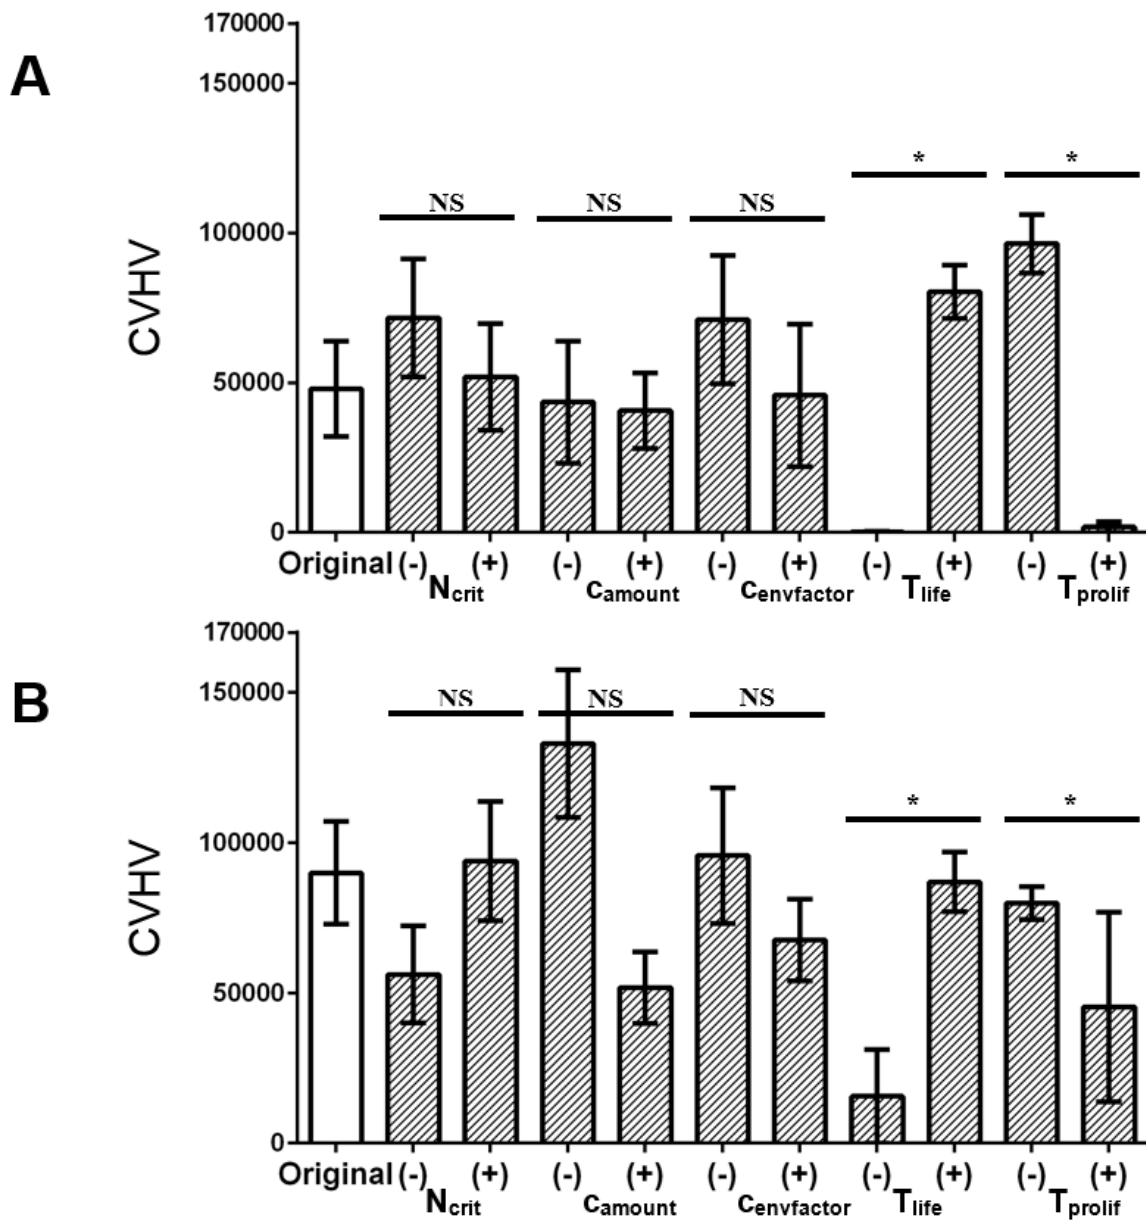 A
CVHV
170000
150000
100000
50000
0
NS NS NS * *
Original (-) (+) (-) (+) (-) (+) (-) (+) (-) (+)
Ncrit camount cenvfactor Tlife Tprolif
B
CVHV
170000
150000
100000
50000
0
NS NS NS * *
Original (-) (+) (-) (+) (-) (+) (-) (+) (-) (+)
Ncrit camount cenvfactor Tlife Tprolif